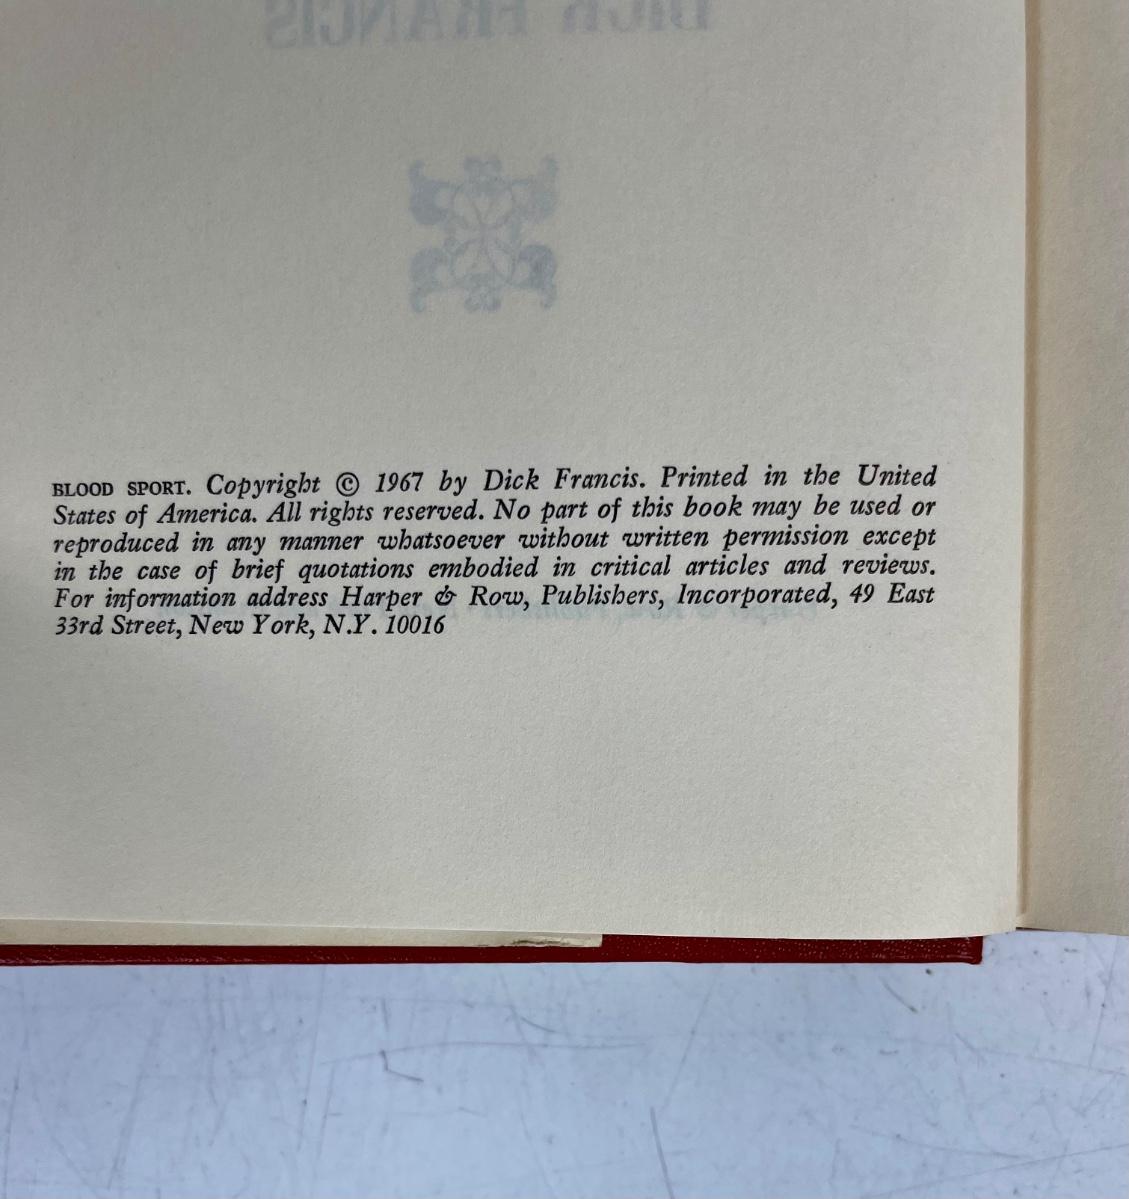 DICK FRANCIS
BLOOD SPORT. Copyright © 1967 by Dick Francis. Printed in the United
States of America. All rights reserved. No part of this book may be used or
reproduced in any manner whatsoever without written permission except
in the case of brief quotations embodied in critical articles and reviews.
For information address Harper & Row, Publishers, Incorporated, 49 East
33rd Street, New York, N.Y. 10016